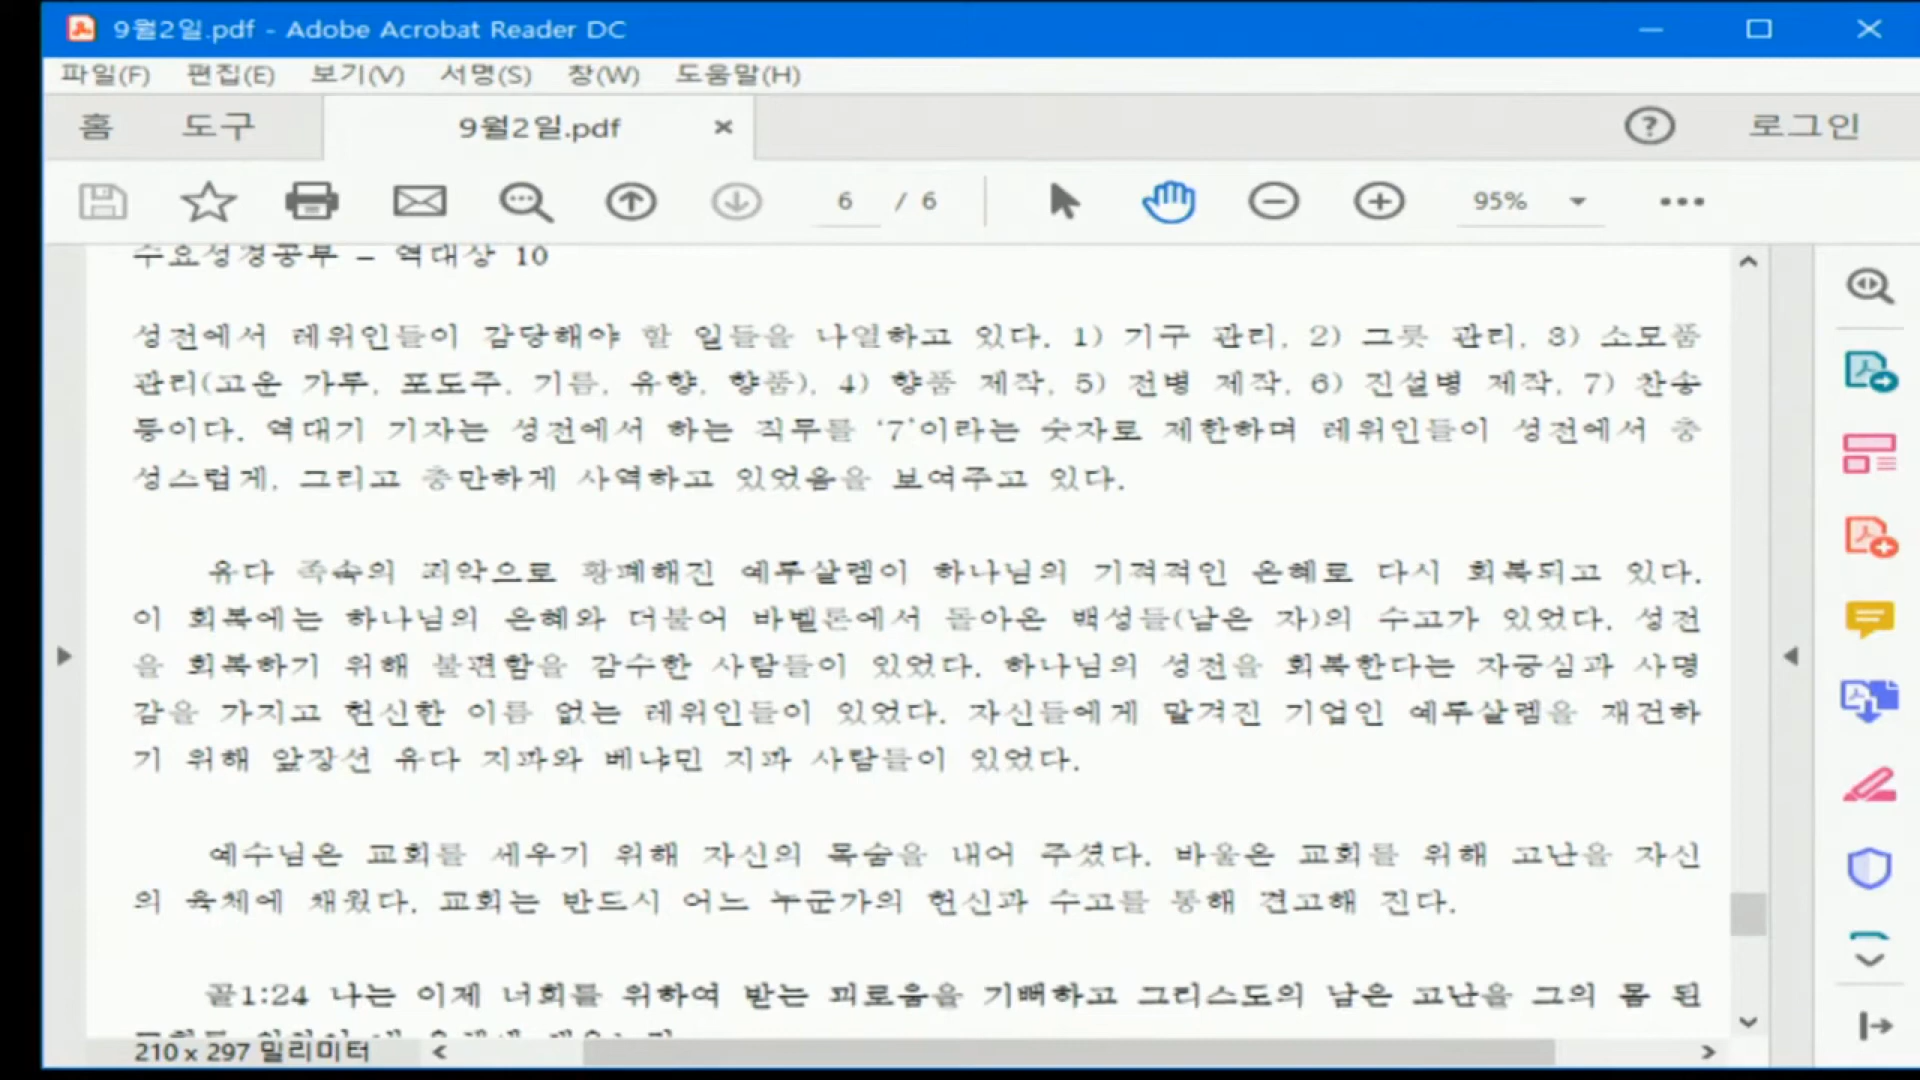 9월2일.pdf - Adobe Acrobat Reader DC
파일(F) 편집(E) 보기(V) 서명(S) 창(W) 도움말(H)
홈 도구 9월2일.pdf × ? 로그인
6 / 6 95%
수요성경공부 – 역대상 10
성전에서 레위인들이 감당해야 할 일들을 나열하고 있다. 1) 기구 관리, 2) 그릇 관리, 3) 소모품
관리(고운 가루, 포도주, 기름, 유향, 향품), 4) 향품 제작, 5) 전병 제작, 6) 진설병 제작, 7) 찬송
등이다. 역대기 기자는 성전에서 하는 직무를 '7'이라는 숫자로 제한하며 레위인들이 성전에서 충
성스럽게, 그리고 충만하게 사역하고 있었음을 보여주고 있다.
유다 족속의 죄악으로 황폐해진 예루살렘이 하나님의 기적적인 은혜로 다시 회복되고 있다.
이 회복에는 하나님의 은혜와 더불어 바벨론에서 돌아온 백성들(남은 자)의 수고가 있었다. 성전
을 회복하기 위해 불편함을 감수한 사람들이 있었다. 하나님의 성전을 회복한다는 자긍심과 사명
감을 가지고 헌신한 이름 없는 레위인들이 있었다. 자신들에게 맡겨진 기업인 예루살렘을 재건하
기 위해 앞장선 유다 지파와 베냐민 지파 사람들이 있었다.
예수님은 교회를 세우기 위해 자신의 목숨을 내어 주셨다. 바울은 교회를 위해 고난을 자신
의 육체에 채웠다. 교회는 반드시 어느 누군가의 헌신과 수고를 통해 견고해 진다.
골1:24 나는 이제 너희를 위하여 받는 괴로움을 기뻐하고 그리스도의 남은 고난을 그의 몸 된
210 x 297 밀리미터